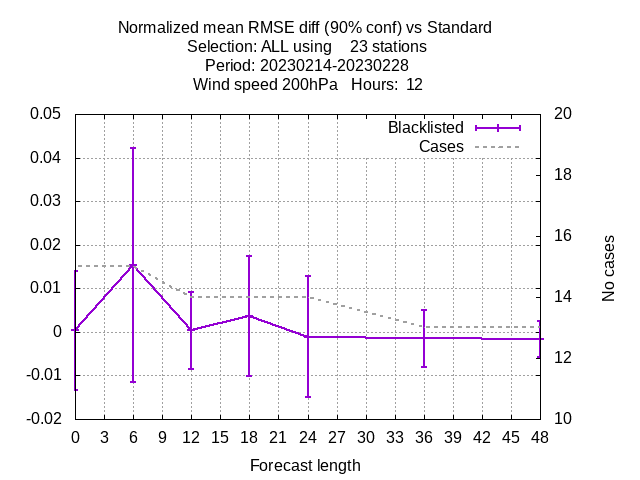 Normalized mean RMSE diff (90% conf) vs Standard
Selection: ALL using    23 stations
Period: 20230214-20230228
Wind speed 200hPa   Hours:  12
0.05
0.04
0.03
0.02
0.01
0
-0.01
-0.02
Blacklisted
Cases
20
18
16
14
12
10
No cases
0 3 6 9 12 15 18 21 24 27 30 33 36 39 42 45 48
Forecast length